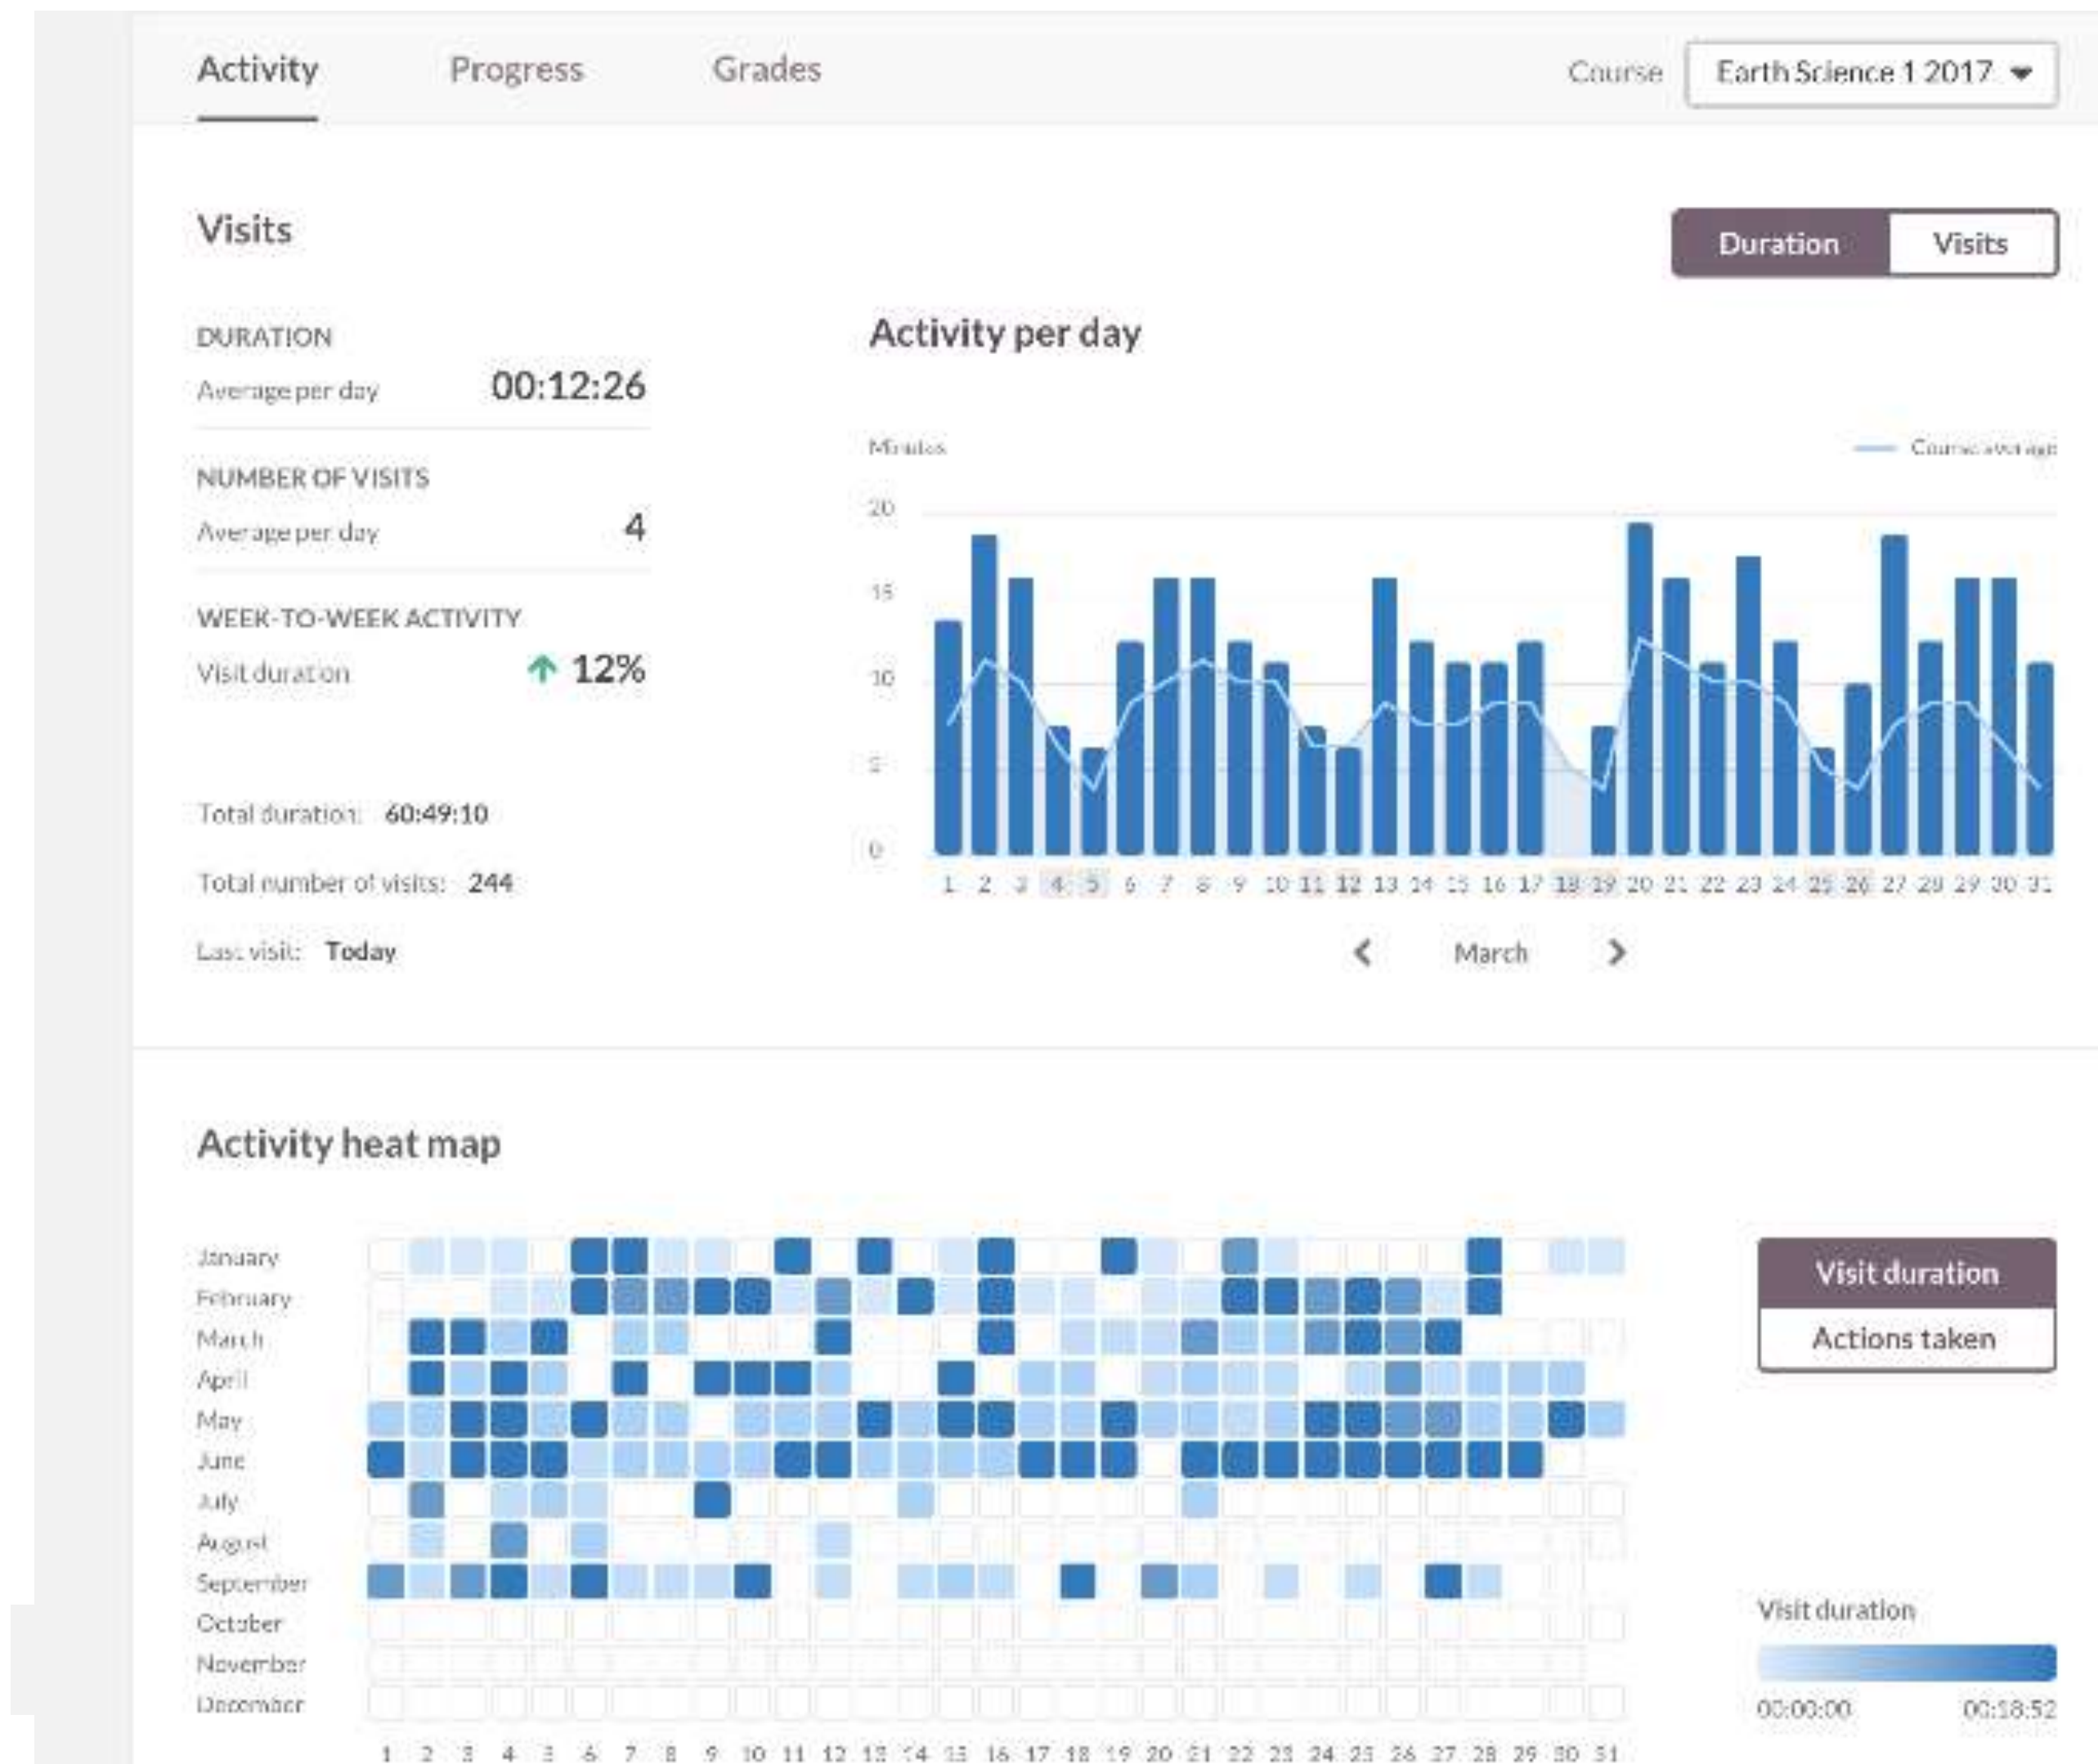 Activity Progress Grades Course Earth Science 1 2017
Visits
Duration Visits
DURATION
Average per day 00:12:26
NUMBER OF VISITS
Average per day 4
WEEK-TO-WEEK ACTIVITY
Visit duration 12%
Total duration: 60:49:10
Total number of visits: 244
Last visit: Today
Activity per day
Minutes Course average
20
15
10
5
0
1 2 3 4 5 6 7 8 9 10 11 12 13 14 15 16 17 18 19 20 21 22 23 24 25 26 27 28 29 30 31
March
Activity heat map
January
February
March
April
May
June
July
August
September
October
November
December
1 2 3 4 5 6 7 8 9 10 11 12 13 14 15 16 17 18 19 20 21 22 23 24 25 26 27 28 29 30 31
Visit duration
Actions taken
Visit duration
00:00:00 00:18:52